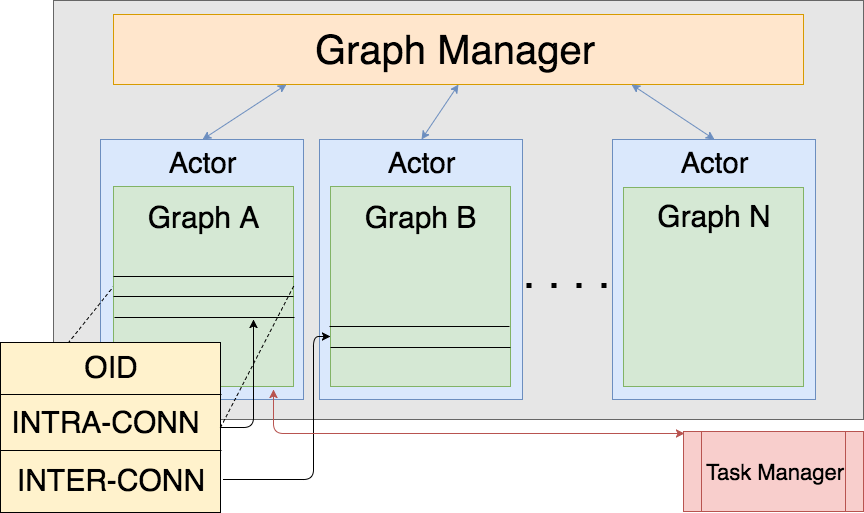 Graph Manager
Actor
Actor
Actor
Graph A
Graph B
Graph N
. . . .
OID
INTRA-CONN
INTER-CONN
Task Manager